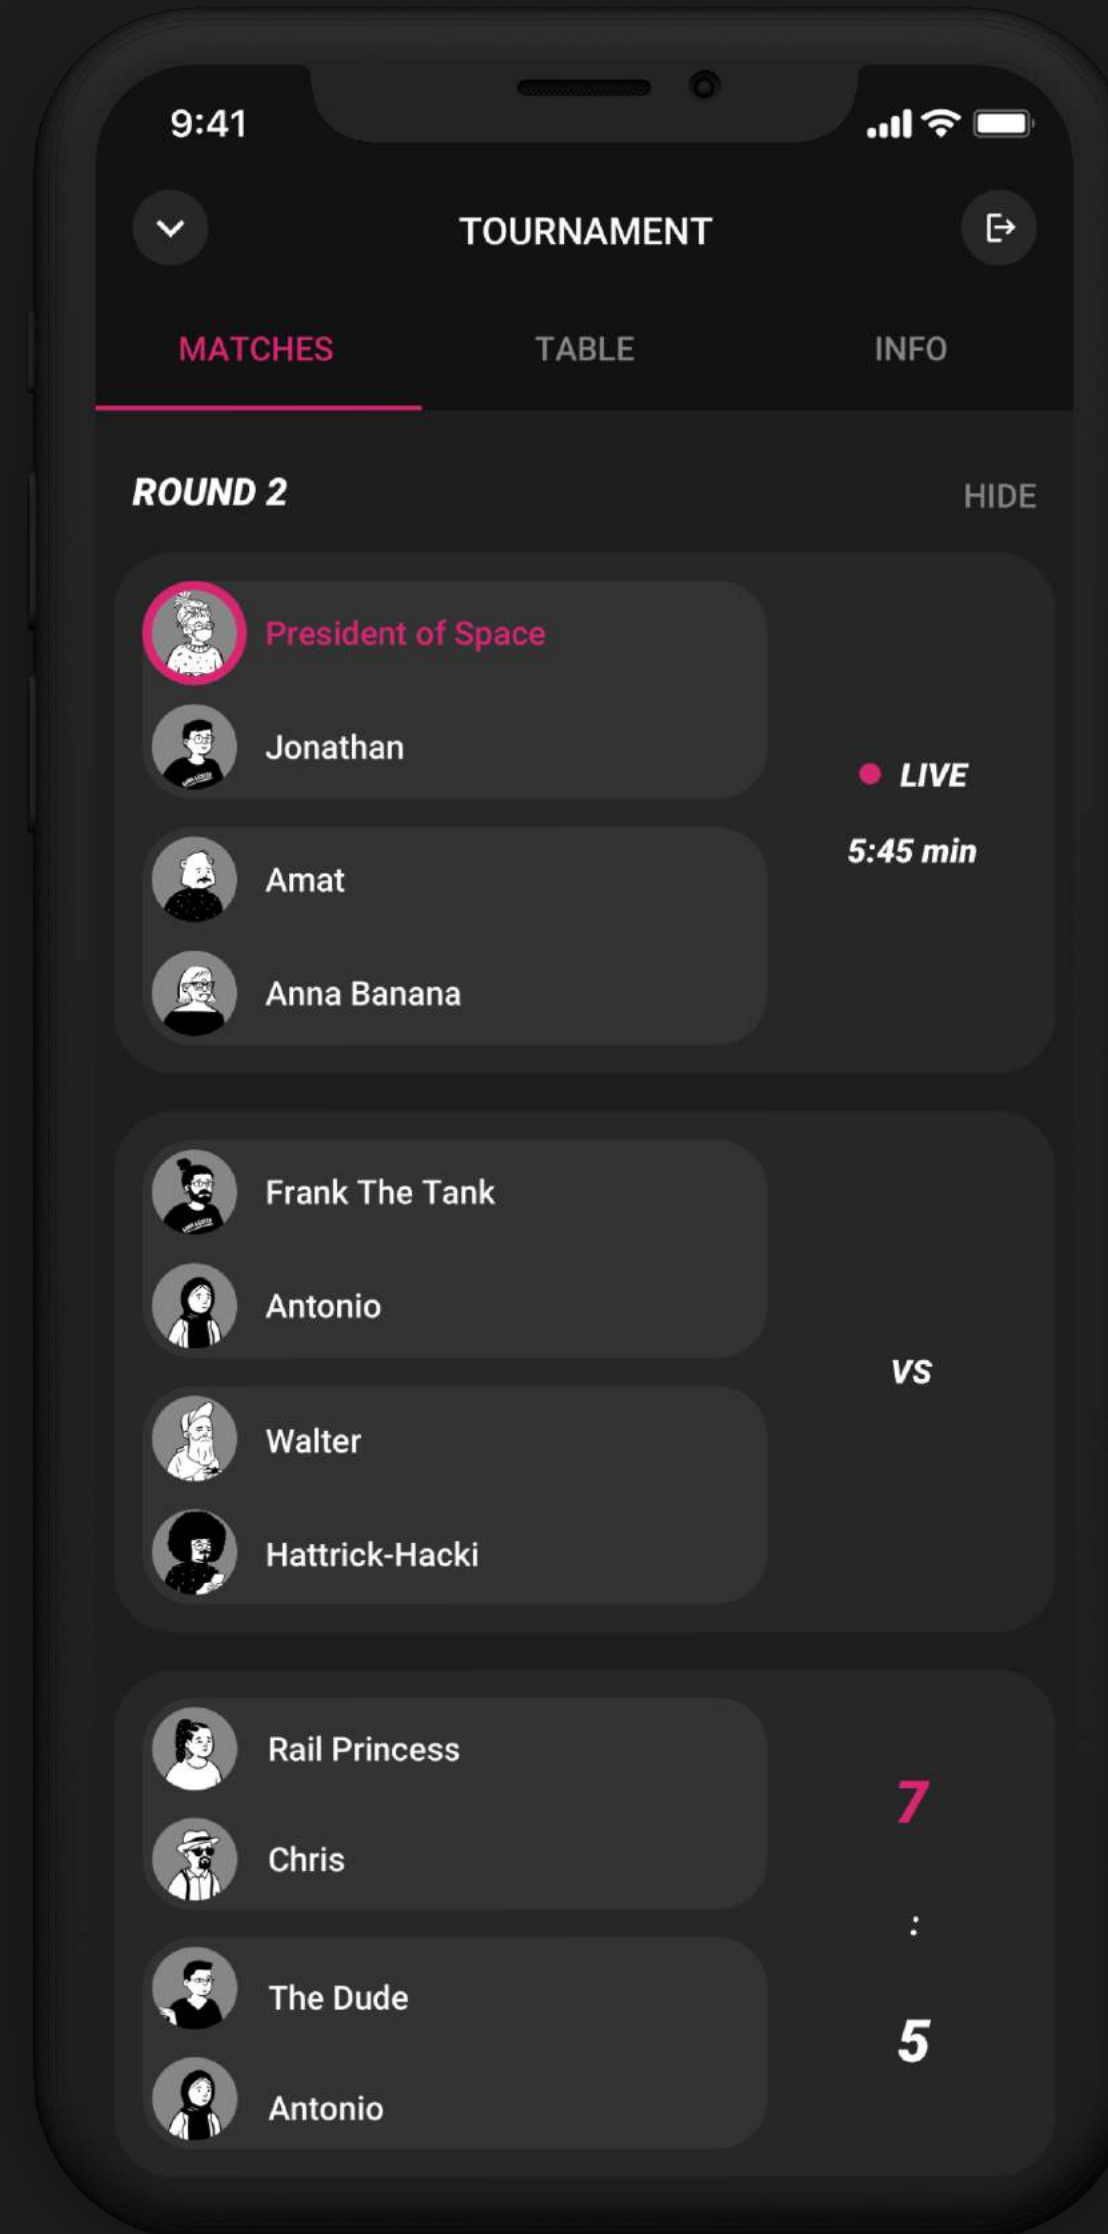 9:41
TOURNAMENT
MATCHES TABLE INFO
ROUND 2 HIDE
President of Space
Jonathan
LIVE
5:45 min
Amat
Anna Banana
Frank The Tank
Antonio
VS
Walter
Hattrick-Hacki
Rail Princess
7
Chris
:
The Dude
5
Antonio